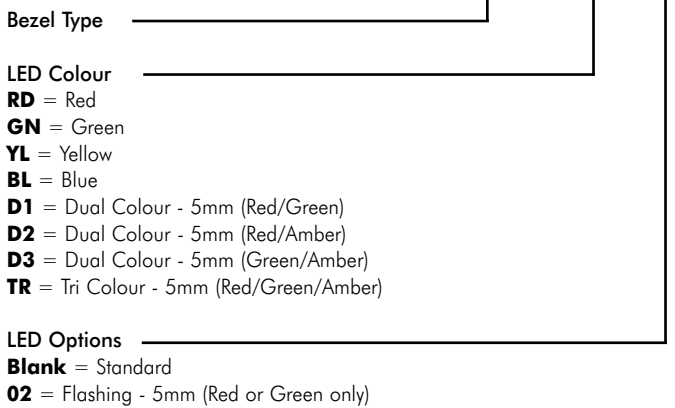 Bezel Type
LED Colour
RD = Red
GN = Green
YL = Yellow
BL = Blue
D1 = Dual Colour - 5mm (Red/Green)
D2 = Dual Colour - 5mm (Red/Amber)
D3 = Dual Colour - 5mm (Green/Amber)
TR = Tri Colour - 5mm (Red/Green/Amber)
LED Options
Blank = Standard
02 = Flashing - 5mm (Red or Green only)